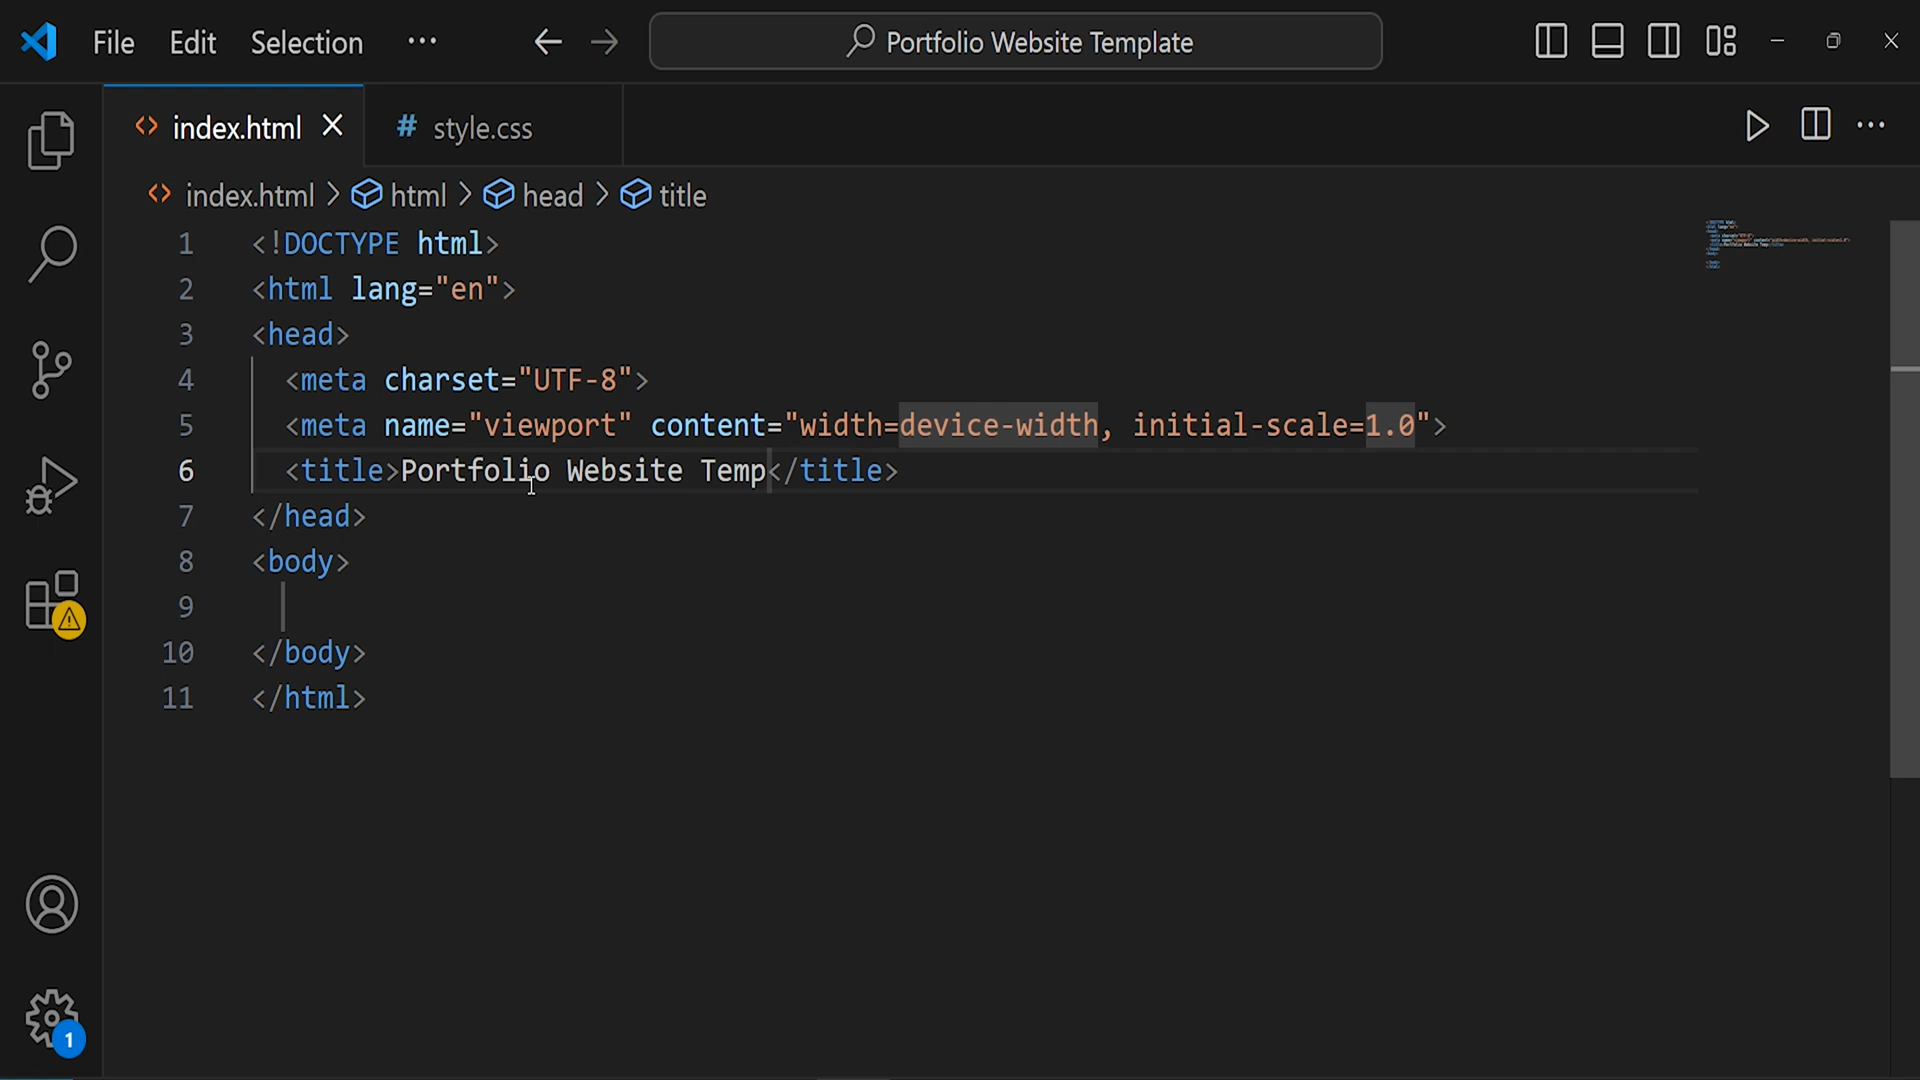 File Edit Selection ··· Portfolio Website Template
index.html style.css
index.html > html > head > title
1 <!DOCTYPE html>
2 <html lang="en">
3 <head>
4 <meta charset="UTF-8">
5 <meta name="viewport" content="width=device-width, initial-scale=1.0">
6 <title>Portfolio Website Temp</title>
7 </head>
8 <body>
9
10 </body>
11 </html>
1